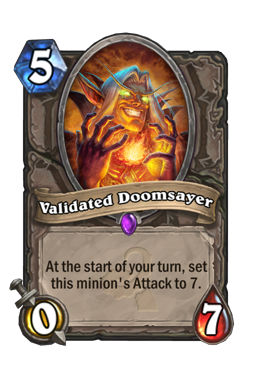 5
Validated Doomsayer
At the start of your turn, set
this minion's Attack to 7.
0
7